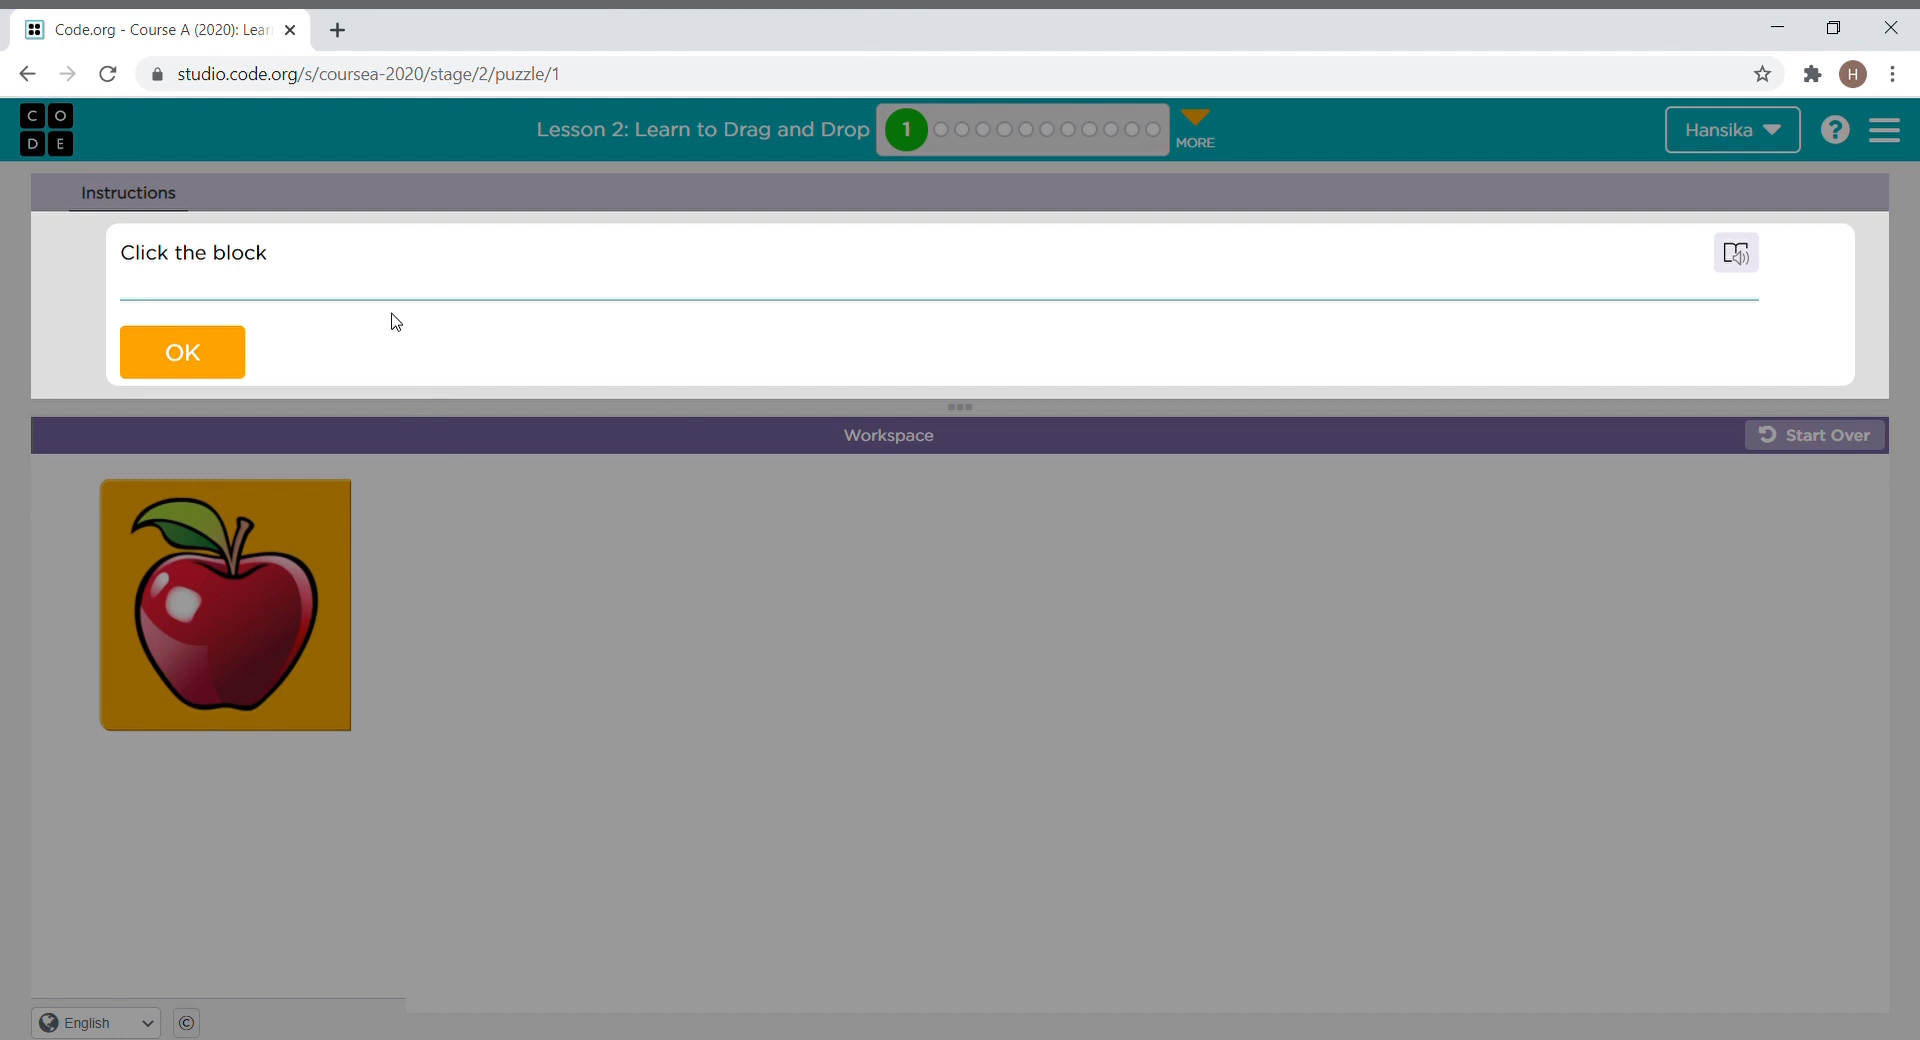 Code.org - Course A (2020): Lear
studio.code.org/s/coursea-2020/stage/2/puzzle/1
H
C O
D E
Lesson 2: Learn to Drag and Drop
1
MORE
Hansika
?
Instructions
Click the block
OK
Workspace
Start Over
English
©